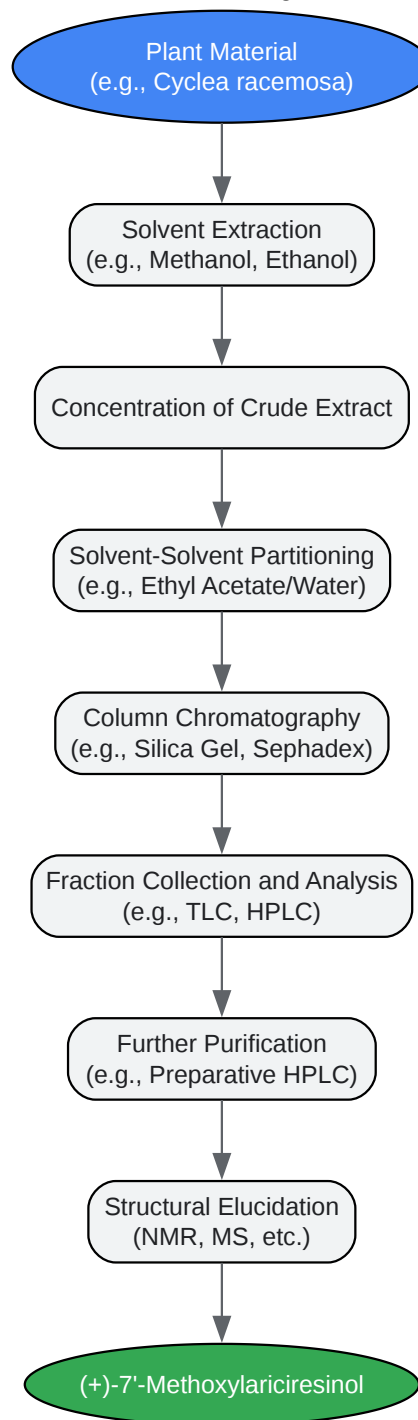 Plant Material
(e.g., Cyclea racemosa)
Solvent Extraction
(e.g., Methanol, Ethanol)
Concentration of Crude Extract
Solvent-Solvent Partitioning
(e.g., Ethyl Acetate/Water)
Column Chromatography
(e.g., Silica Gel, Sephadex)
Fraction Collection and Analysis
(e.g., TLC, HPLC)
Further Purification
(e.g., Preparative HPLC)
Structural Elucidation
(NMR, MS, etc.)
(+)-7'-Methoxylariciresinol